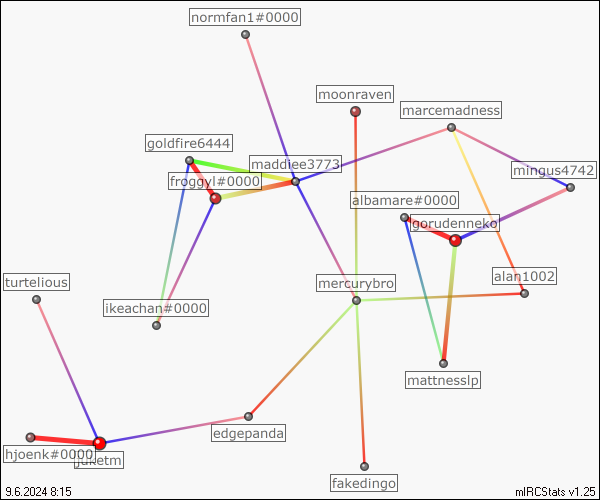 normfan1#0000
moonraven
marcemadness
goldfire6444
maddiee3773
mingus4742
froggyl#0000
albamare#0000
gorudenneko
turtelious
mercurybro
alan1002
ikeachan#0000
mattnesslp
edgepanda
hjoenk#0000
juketm
fakedingo
9.6.2024 8:15
mIRCStats v1.25